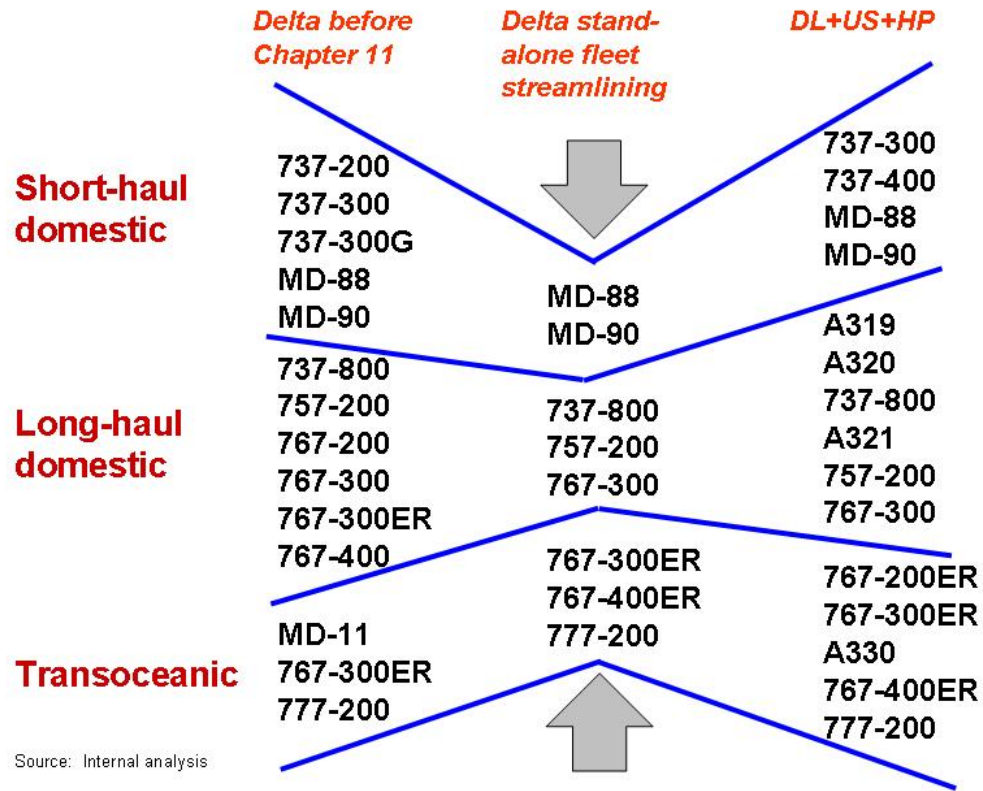 Delta before
Chapter 11
Delta stand-
alone fleet
streamlining
DL+US+HP
Short-haul
domestic
737-200
737-300
737-300G
MD-88
MD-90
MD-88
MD-90
737-300
737-400
MD-88
MD-90
Long-haul
domestic
737-800
757-200
767-200
767-300
767-300ER
767-400
737-800
757-200
767-300
A319
A320
737-800
A321
757-200
767-300
Transoceanic
MD-11
767-300ER
777-200
767-300ER
767-400ER
777-200
767-200ER
767-300ER
A330
767-400ER
777-200
Source: Internal analysis